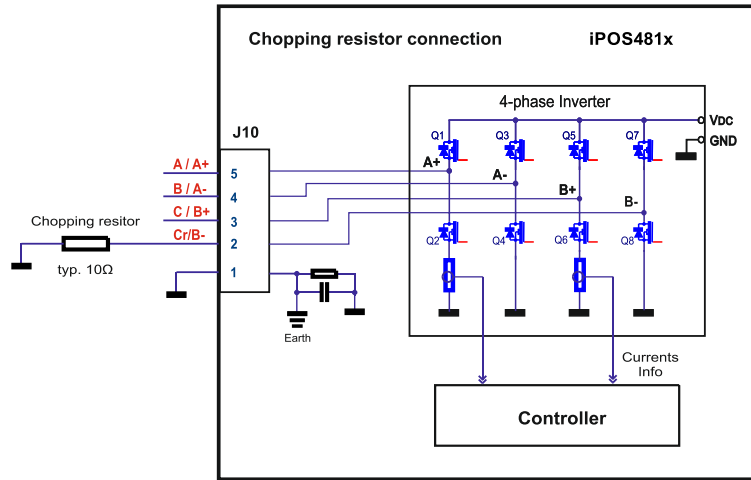 Chopping resistor connection
iPOS481x
4-phase Inverter
Q1
Q3
Q5
Q7
VDC
GND
J10
A / A+
5
A+
B / A-
4
A-
C / B+
3
B+
Chopping resitor
Cr/B-
2
B-
typ. 10Ω
Q2
Q4
Q6
Q8
1
Earth
Currents
Info
Controller